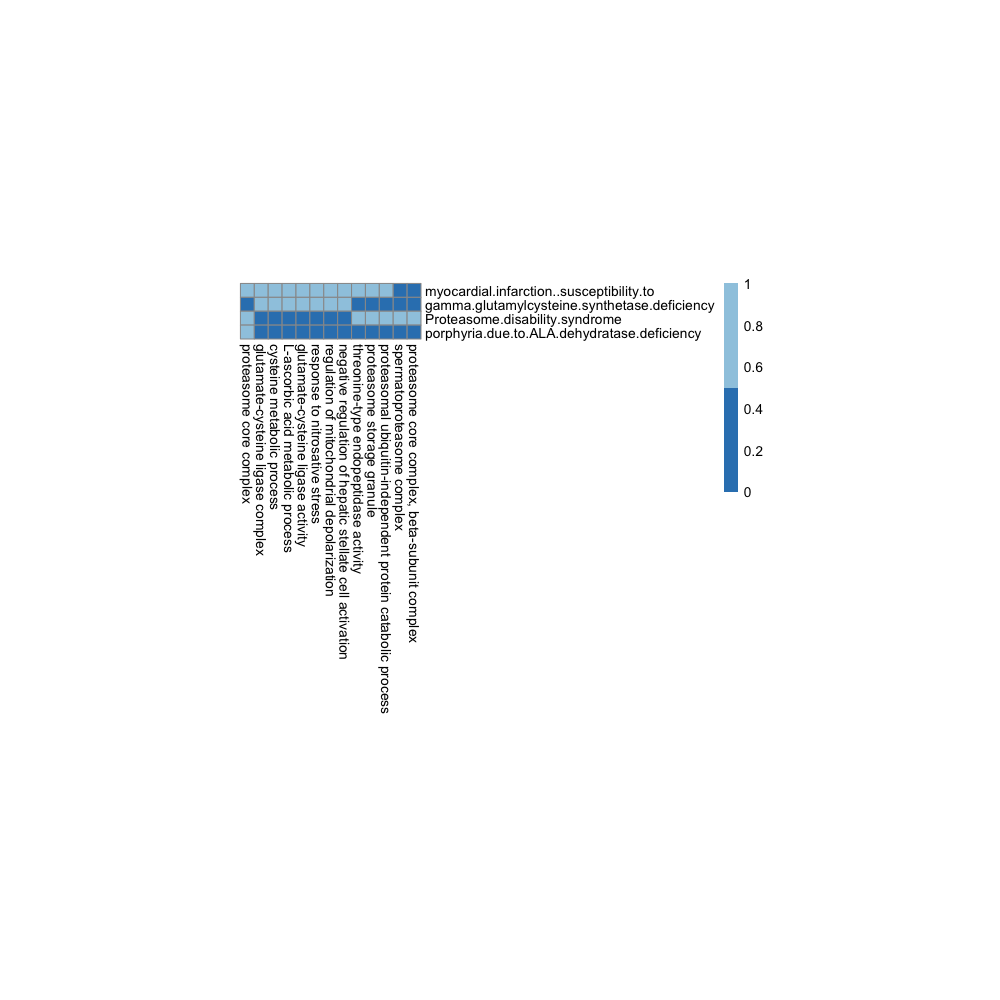 myocardial.infarction..susceptibility.to
gamma.glutamylcysteine.synthetase.deficiency
Proteasome.disability.syndrome
porphyria.due.to.ALA.dehydratase.deficiency
proteasome core complex
glutamate-cysteine ligase complex
cysteine metabolic process
L-ascorbic acid metabolic process
glutamate-cysteine ligase activity
response to nitrosative stress
regulation of mitochondrial depolarization
negative regulation of hepatic stellate cell activation
threonine-type endopeptidase activity
proteasome storage granule
proteasomal ubiquitin-independent protein catabolic process
spermatoproteasome complex
proteasome core complex, beta-subunit complex
1
0.8
0.6
0.4
0.2
0